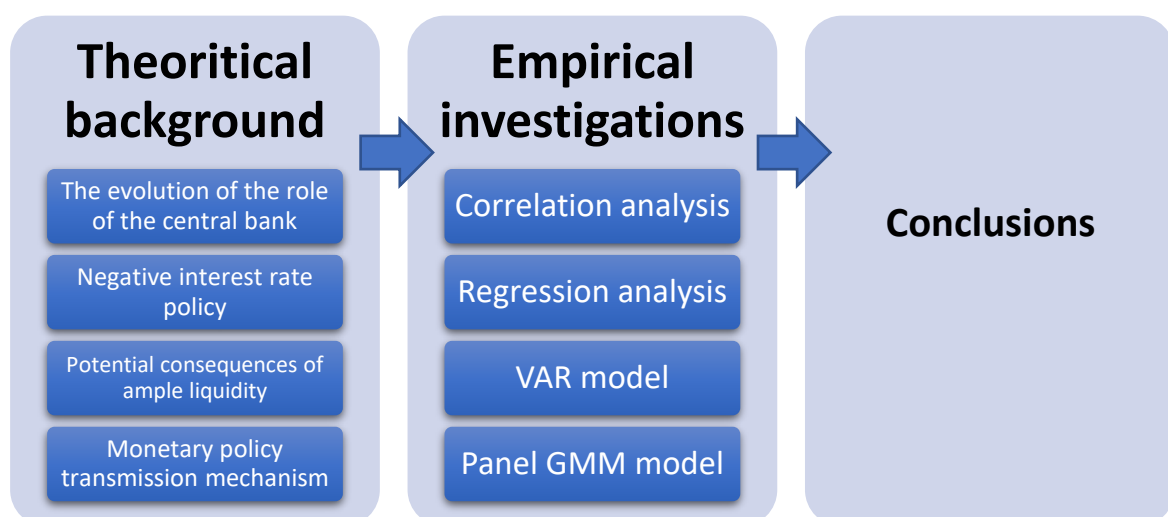 Theoritical
background
The evolution of the role
of the central bank
Negative interest rate
policy
Potential consequences of
ample liquidity
Monetary policy
transmission mechanism
Empirical
investigations
Correlation analysis
Regression analysis
VAR model
Panel GMM model
Conclusions